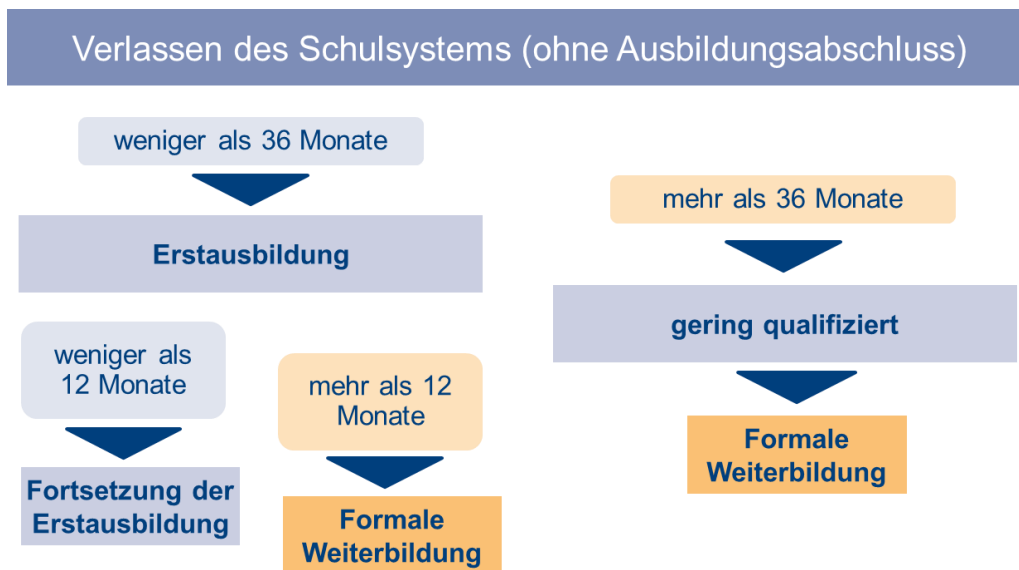 Verlassen des Schulsystems (ohne Ausbildungsabschluss)
weniger als 36 Monate
Erstausbildung
weniger als
12 Monate
Fortsetzung der
Erstausbildung
mehr als 12
Monate
Formale
Weiterbildung
mehr als 36 Monate
gering qualifiziert
Formale
Weiterbildung